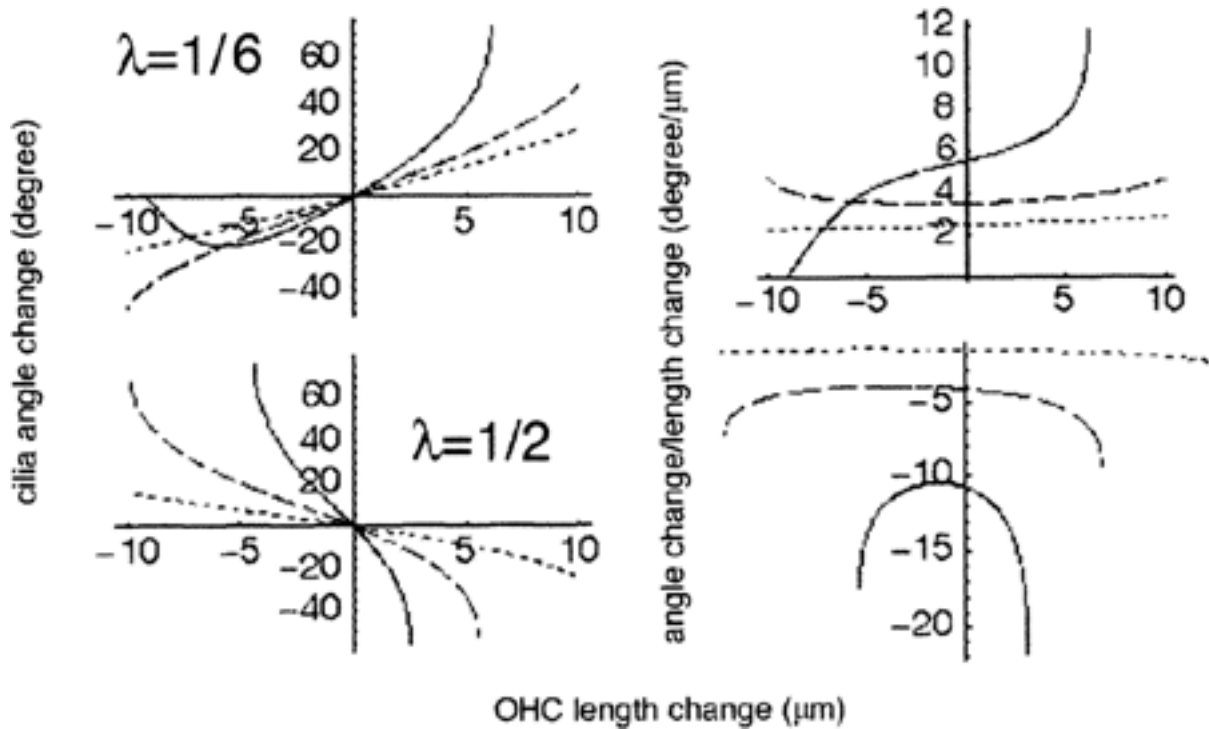 λ=1/6
cilia angle change (degree)
60
40
20
-10 -5 5 10
-20
-40
angle change/length change (degree/μm)
12
10
8
6
4
2
-10 -5 5 10
λ=1/2
60
40
20
-10 -5 5 10
-20
-40
-5
-10
-15
-20
OHC length change (μm)